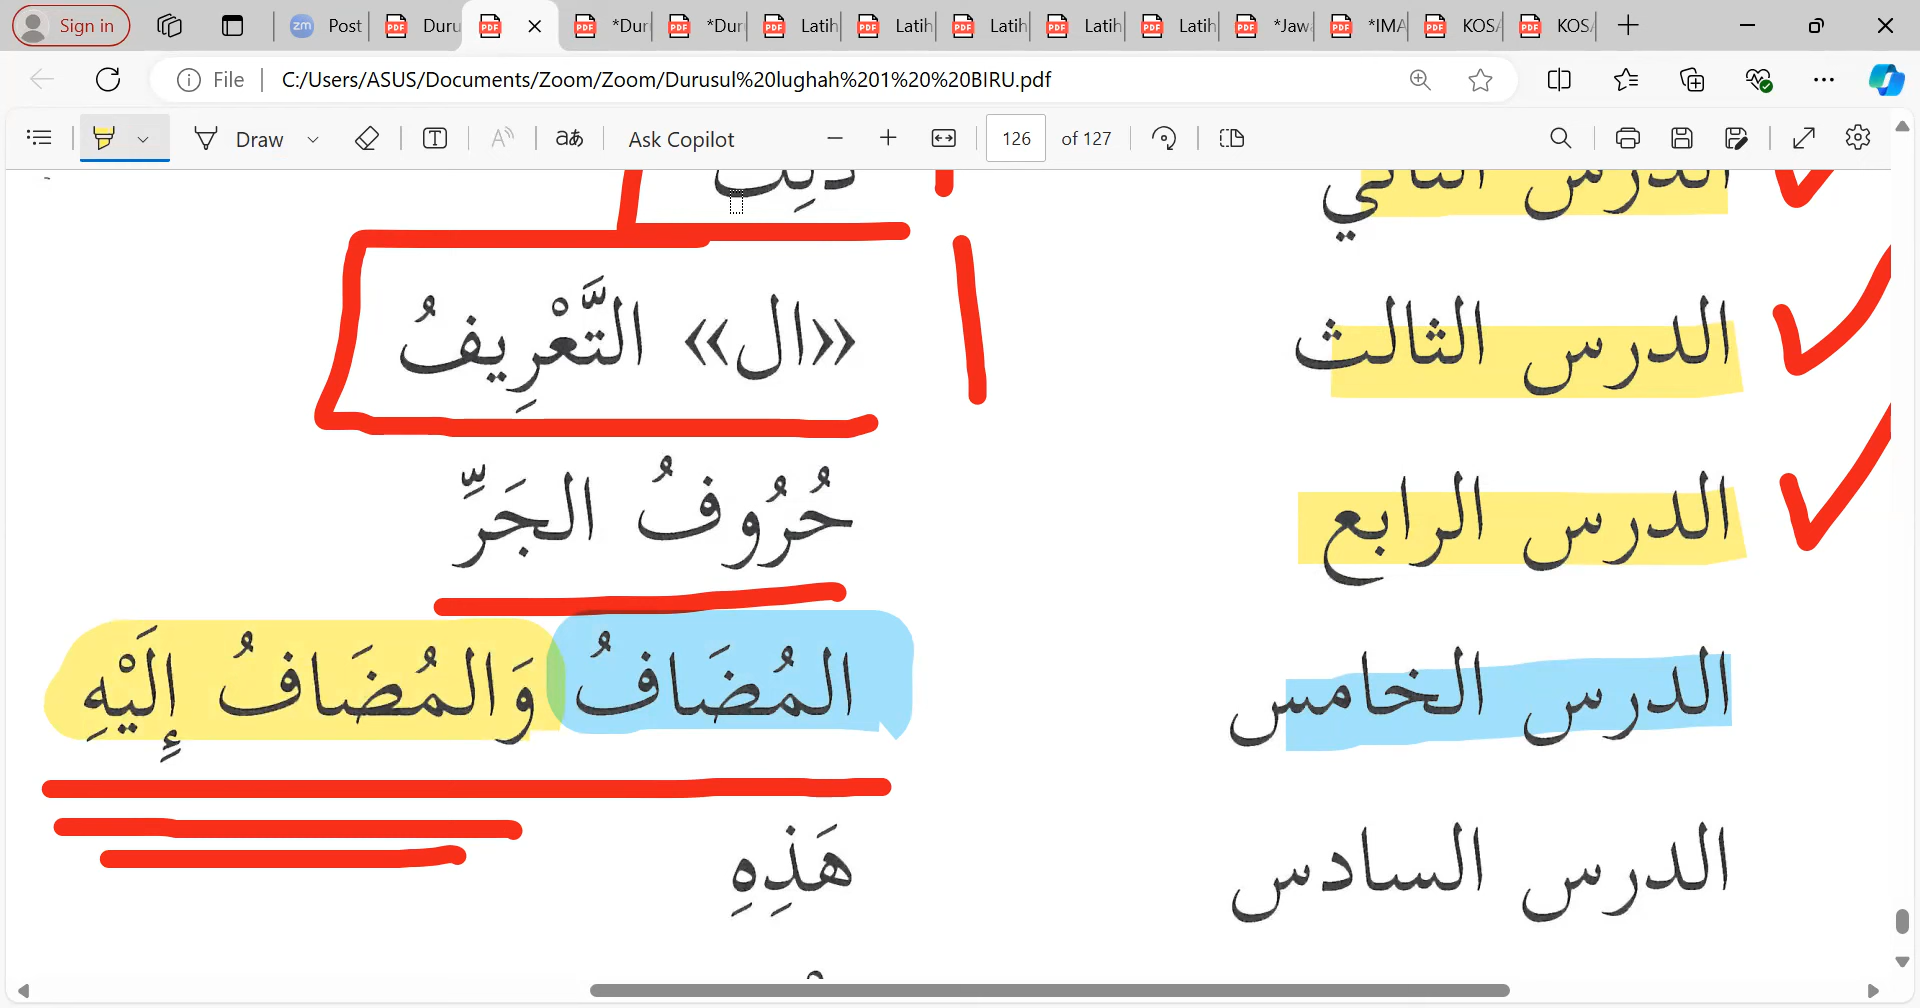 Sign in
Post
Duru
*Dur
*Dur
Latih
Latih
Latih
Latih
Latih
*Jaw
*IMA
KOS
KOS
File
C:/Users/ASUS/Documents/Zoom/Zoom/Durusul%20lughah%201%20%20BIRU.pdf
Draw
Ask Copilot
126 of 127
الدرس الثاني ذَلِكَ
الدرس الثالث «ال» التَّعْرِيفُ
الدرس الرابع حُرُوفُ الجَرِّ
الدرس الخامس المُضَافُ وَالمُضَافُ إِلَيْهِ
الدرس السادس هَذِهِ